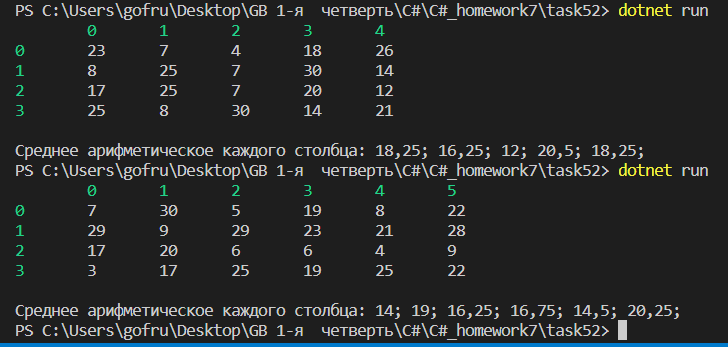 PS C:\Users\gofru\Desktop\GB 1-я  четверть\C#\C#_homework7\task52> dotnet run
0 1 2 3 4
0 23 7 4 18 26
1 8 25 7 30 14
2 17 25 7 20 12
3 25 8 30 14 21
Среднее арифметическое каждого столбца: 18,25; 16,25; 12; 20,5; 18,25;
PS C:\Users\gofru\Desktop\GB 1-я  четверть\C#\C#_homework7\task52> dotnet run
0 1 2 3 4 5
0 7 30 5 19 8 22
1 29 9 29 23 21 28
2 17 20 6 6 4 9
3 3 17 25 19 25 22
Среднее арифметическое каждого столбца: 14; 19; 16,25; 16,75; 14,5; 20,25;
PS C:\Users\gofru\Desktop\GB 1-я  четверть\C#\C#_homework7\task52>